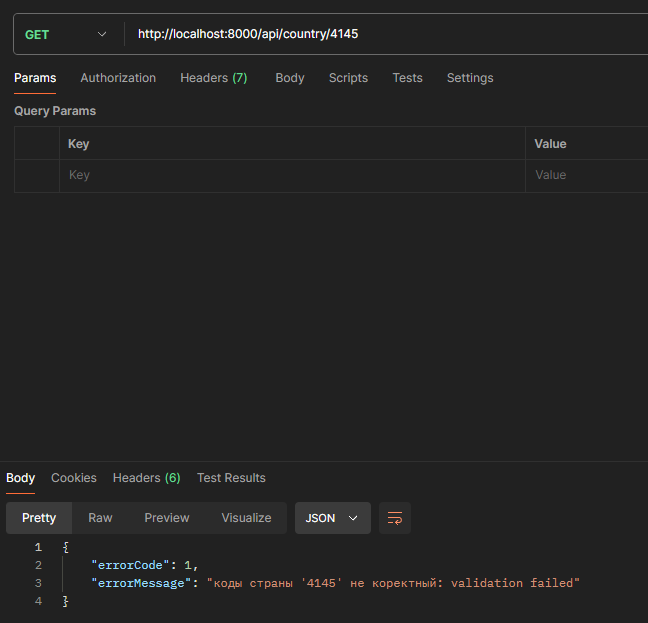 GET http://localhost:8000/api/country/4145
Params Authorization Headers (7) Body Scripts Tests Settings
Query Params
Key Value
Key Value
Body Cookies Headers (6) Test Results
Pretty Raw Preview Visualize JSON
1 {
2 "errorCode": 1,
3 "errorMessage": "коды страны '4145' не коректный: validation failed"
4 }